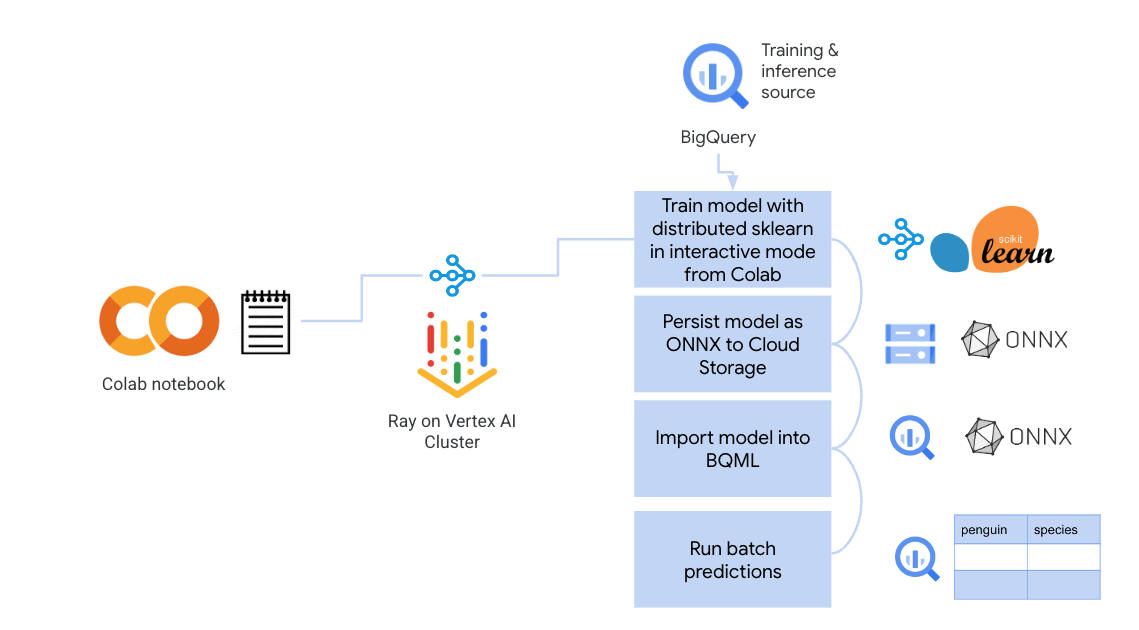 Training &
inference
source
BigQuery
Train model with
distributed sklearn
in interactive mode
from Colab
scikit
learn
Colab notebook
Ray on Vertex AI
Cluster
Persist model as
ONNX to Cloud
Storage
ONNX
Import model into
BQML
ONNX
Run batch
predictions
penguin species